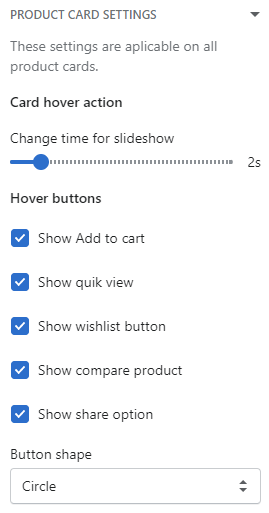 PRODUCT CARD SETTINGS
These settings are aplicable on all
product cards.
Card hover action
Change time for slideshow
2s
Hover buttons
Show Add to cart
Show quik view
Show wishlist button
Show compare product
Show share option
Button shape
Circle